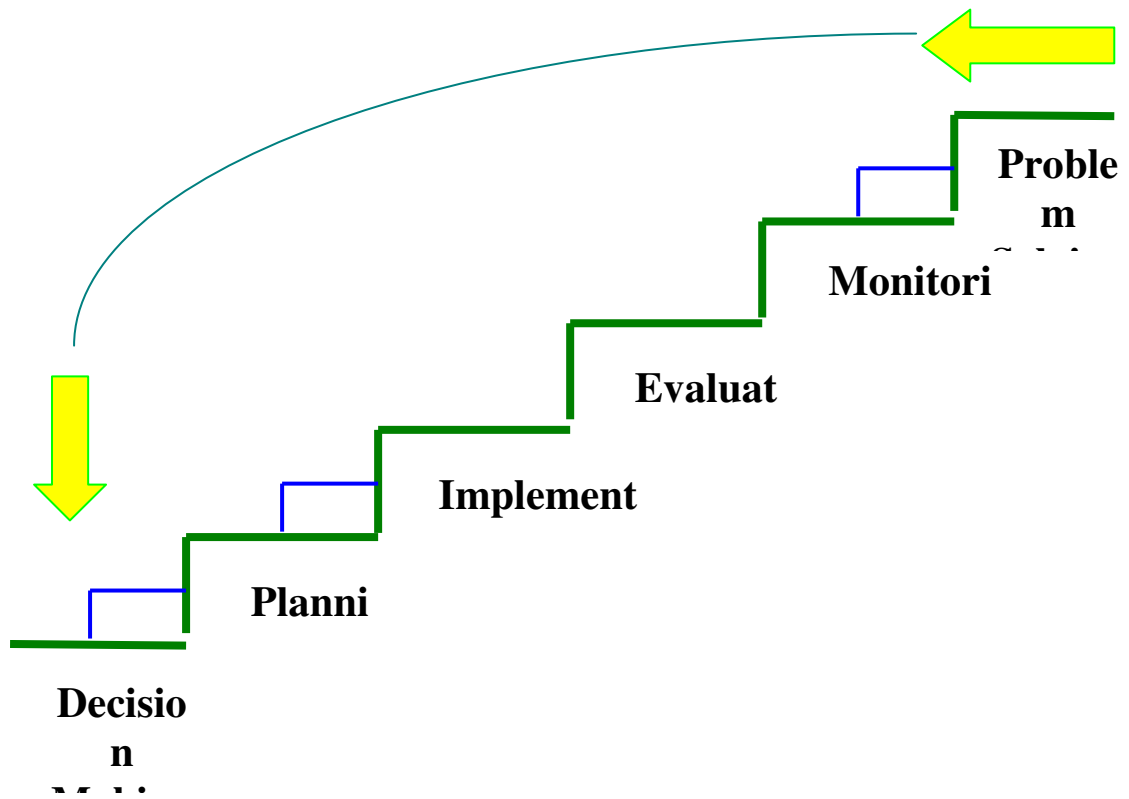 Proble
m
Monitori
Evaluat
Implement
Planni
Decisio
n